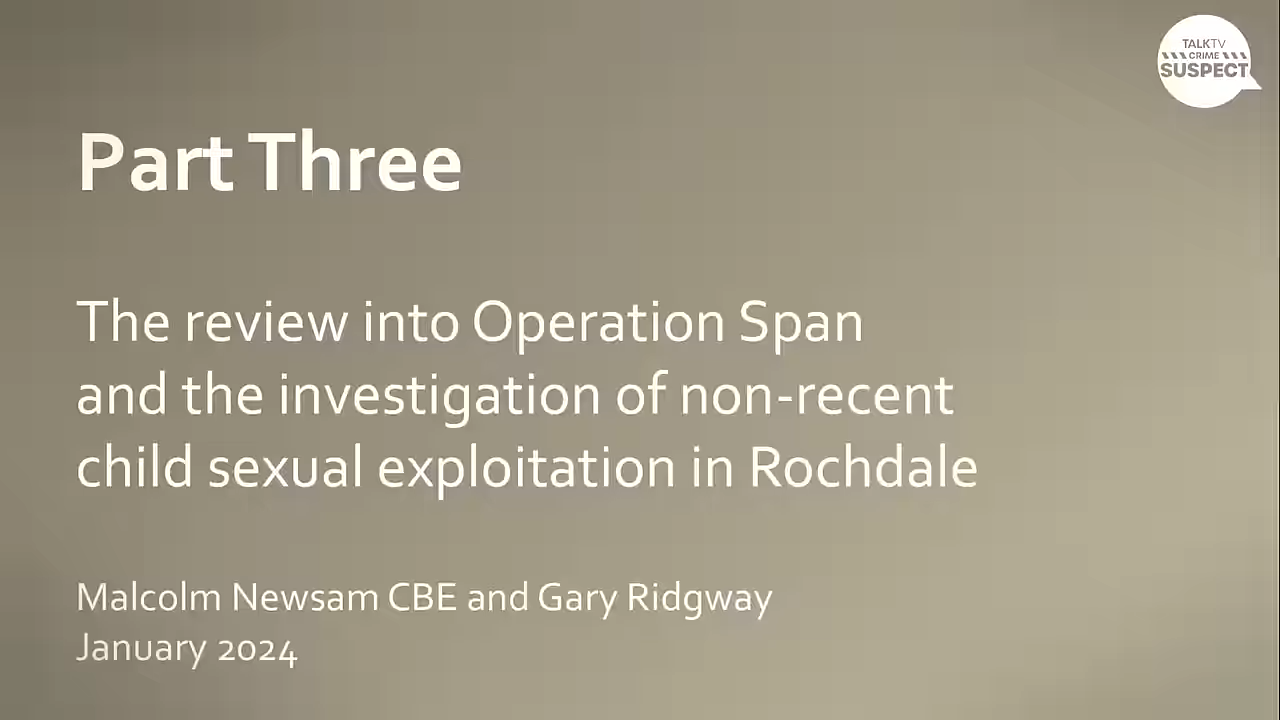 TALKTV
CRIME
SUSPECT
Part Three
The review into Operation Span
and the investigation of non-recent
child sexual exploitation in Rochdale
Malcolm Newsam CBE and Gary Ridgway
January 2024